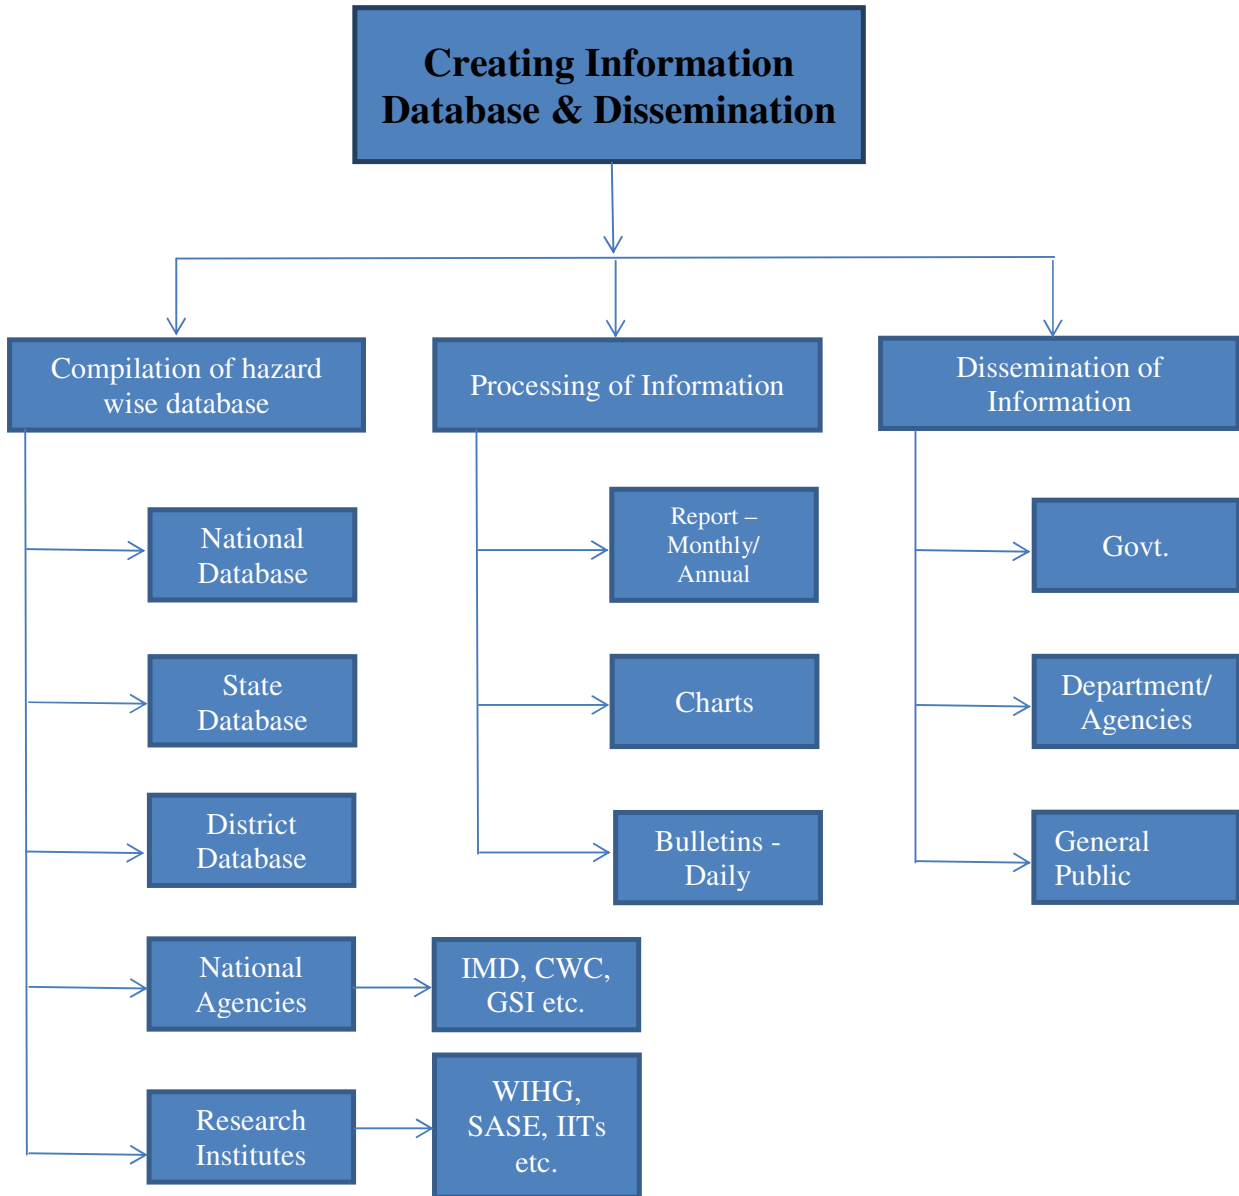 Creating Information
Database & Dissemination
Compilation of hazard
wise database
Processing of Information
Dissemination of
Information
National
Database
Report –
Monthly/
Annual
Govt.
State
Database
Charts
Department/
Agencies
District
Database
Bulletins -
Daily
General
Public
National
Agencies
IMD, CWC,
GSI etc.
Research
Institutes
WIHG,
SASE, IITs
etc.